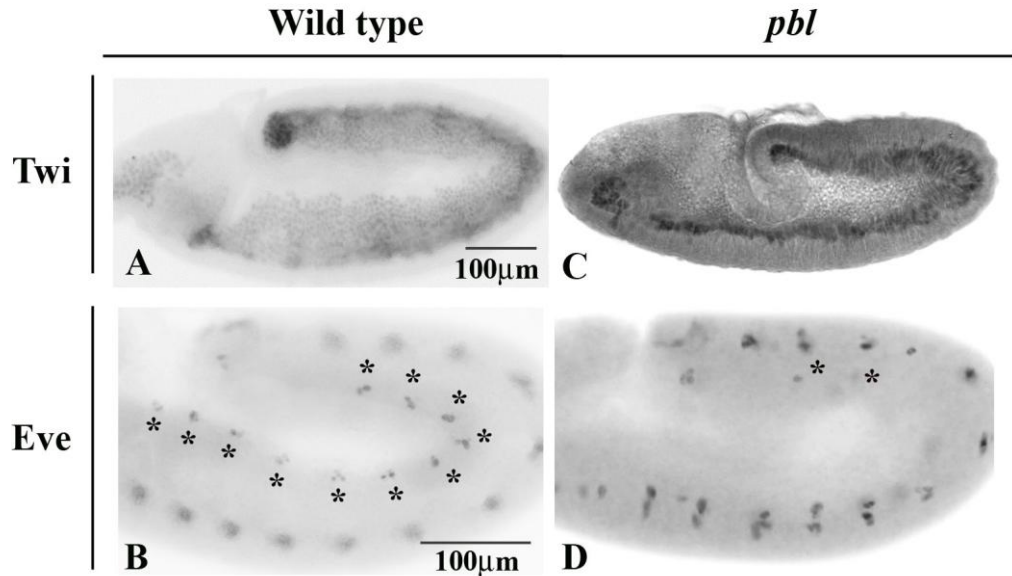 Wild type
pbl
Twi
A
100μm
C
Eve
* * * * * * * * * * *
* *
B
100μm
D